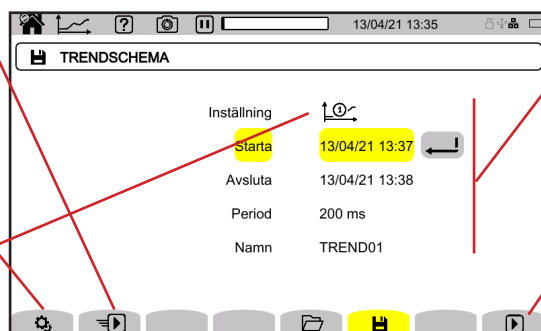 ? 13/04/21 13:35
TRENDSCHEMA
Inställning 1
Starta 13/04/21 13:37
Avsluta 13/04/21 13:38
Period 200 ms
Namn TREND01